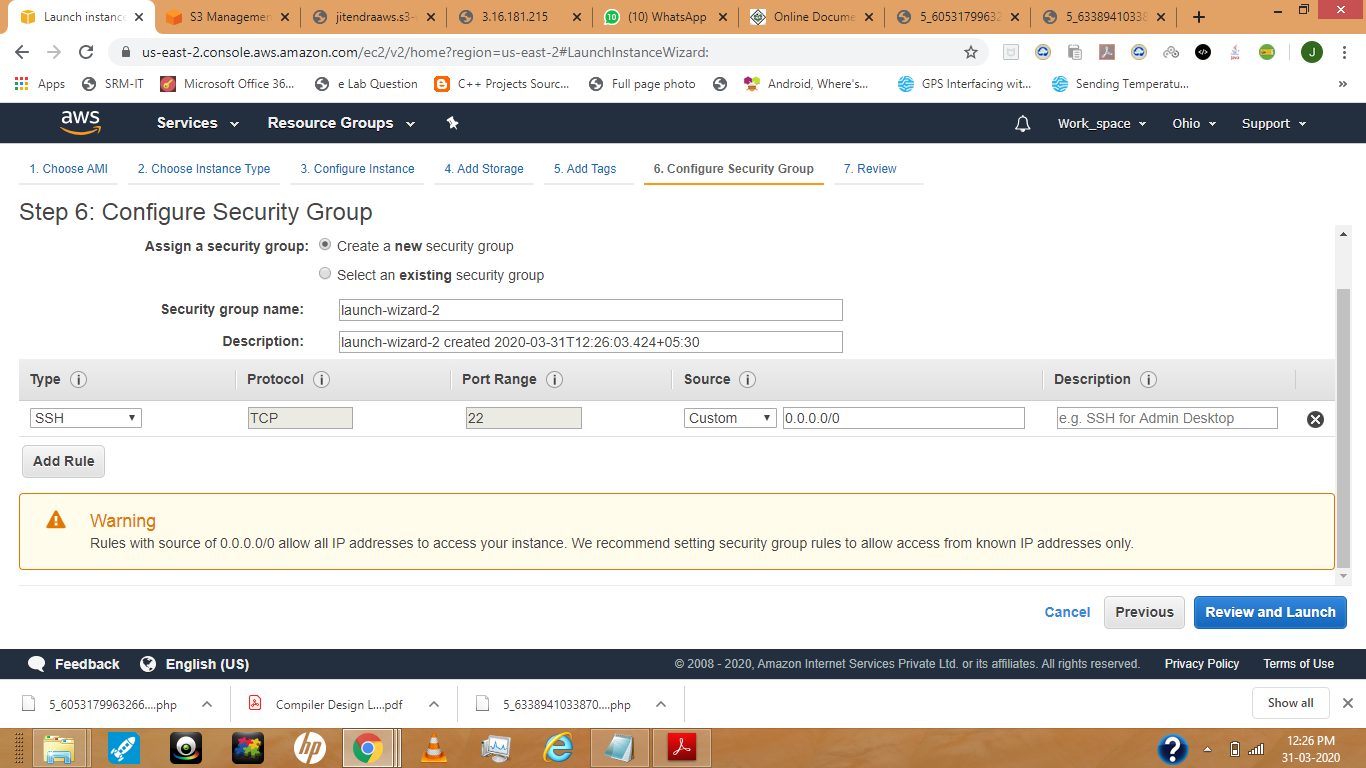 Launch instanc
S3 Managemen
jitendraaws.s3-
3.16.181.215
(10) WhatsApp
Online Docume
5_6053179963
5_6338941033
us-east-2.console.aws.amazon.com/ec2/v2/home?region=us-east-2#LaunchInstanceWizard:
J
Apps
SRM-IT
Microsoft Office 36...
e Lab Question
C++ Projects Sourc...
Full page photo
Android, Where's...
GPS Interfacing wit...
Sending Temperatu...
»
aws
Services
Resource Groups
Work_space
Ohio
Support
1. Choose AMI
2. Choose Instance Type
3. Configure Instance
4. Add Storage
5. Add Tags
6. Configure Security Group
7. Review
Step 6: Configure Security Group
Assign a security group:
Create a new security group
Select an existing security group
Security group name:
launch-wizard-2
Description:
launch-wizard-2 created 2020-03-31T12:26:03.424+05:30
Type i
Protocol i
Port Range i
Source i
Description i
SSH
TCP
22
Custom
0.0.0.0/0
e.g. SSH for Admin Desktop
Add Rule
Warning
Rules with source of 0.0.0.0/0 allow all IP addresses to access your instance. We recommend setting security group rules to allow access from known IP addresses only.
Cancel
Previous
Review and Launch
Feedback
English (US)
© 2008 - 2020, Amazon Internet Services Private Ltd. or its affiliates. All rights reserved.
Privacy Policy
Terms of Use
5_6053179963266....php
Compiler Design L....pdf
5_6338941033870....php
Show all
hp
12:26 PM
31-03-2020